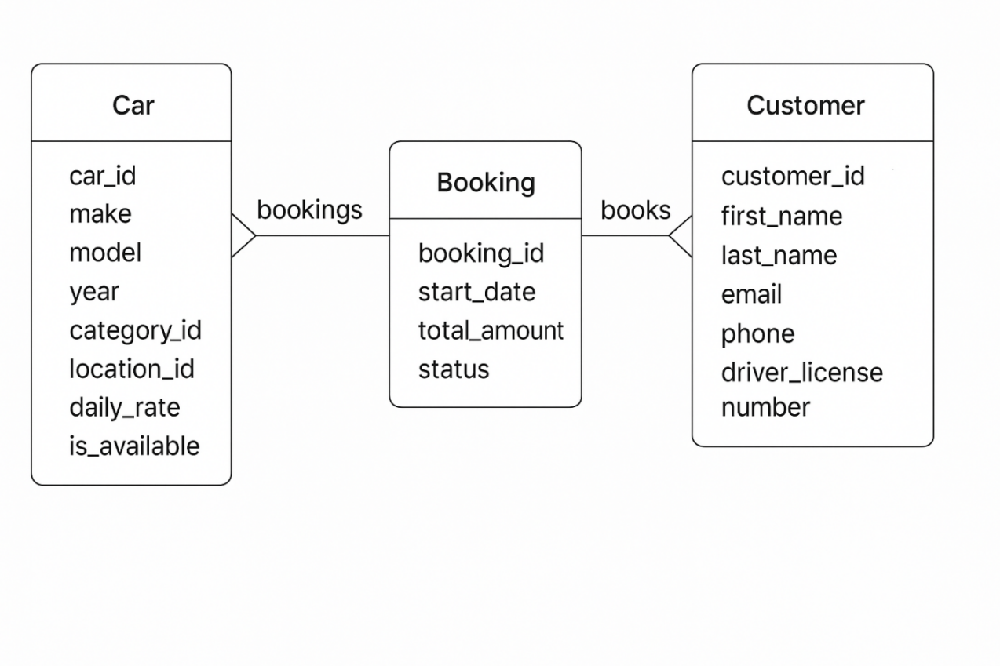 Car
car_id
make
model
year
category_id
location_id
daily_rate
is_available
bookings
Booking
booking_id
start_date
total_amount
status
books
Customer
customer_id
first_name
last_name
email
phone
driver_license
number